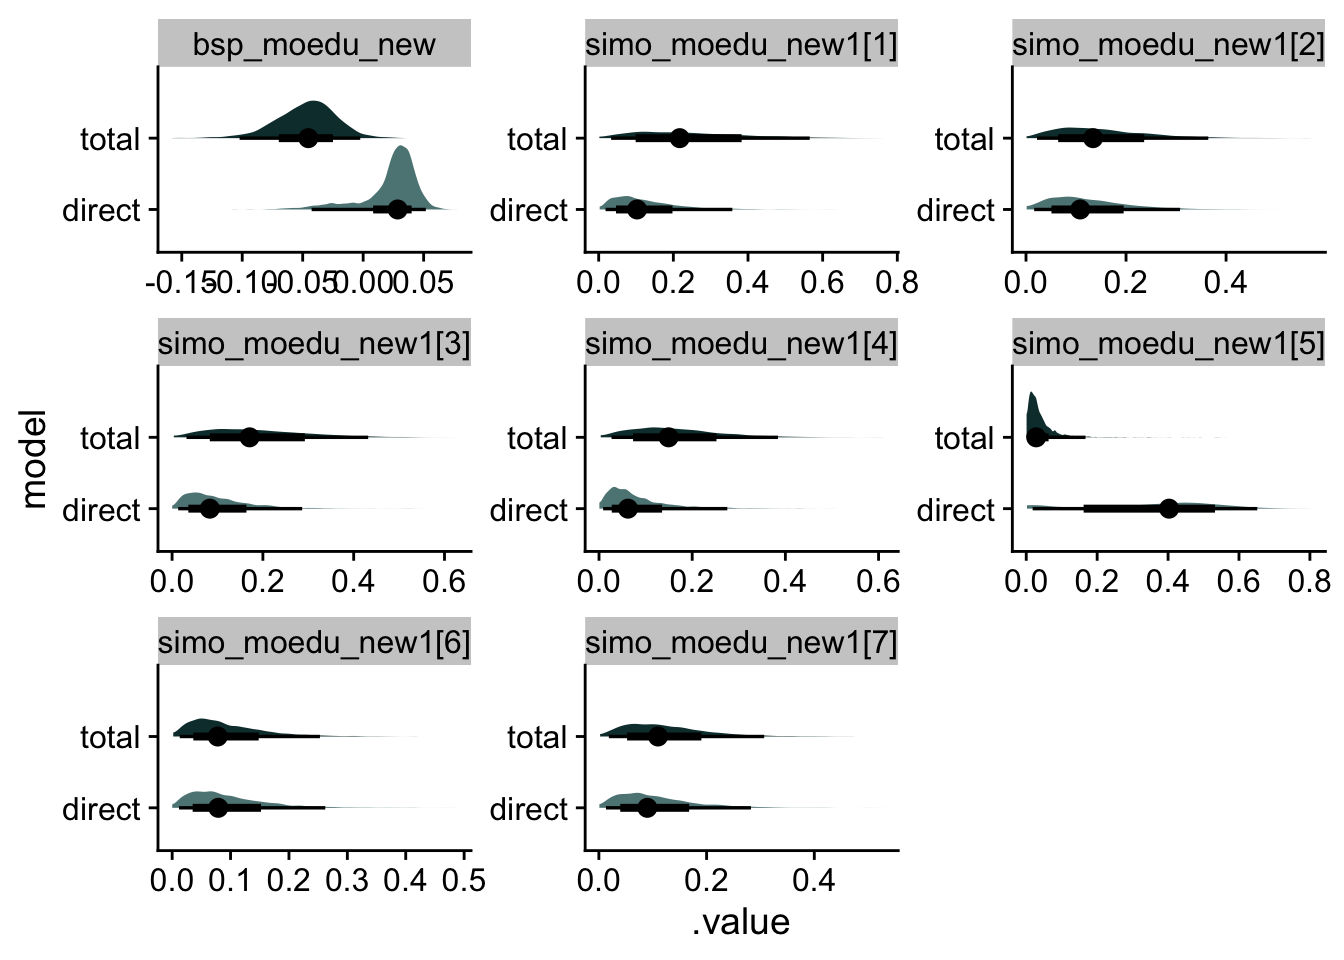 bsp_moedu_new
simo_moedu_new1[1]
simo_moedu_new1[2]
total
direct
-0.15 -0.10 -0.05 0.00 0.05
total
direct
0.0 0.2 0.4 0.6 0.8
total
direct
0.0 0.2 0.4
simo_moedu_new1[3]
simo_moedu_new1[4]
simo_moedu_new1[5]
model
total
direct
0.0 0.2 0.4 0.6
total
direct
0.0 0.2 0.4 0.6
total
direct
0.0 0.2 0.4 0.6 0.8
simo_moedu_new1[6]
simo_moedu_new1[7]
total
direct
0.0 0.1 0.2 0.3 0.4 0.5
total
direct
0.0 0.2 0.4
.value